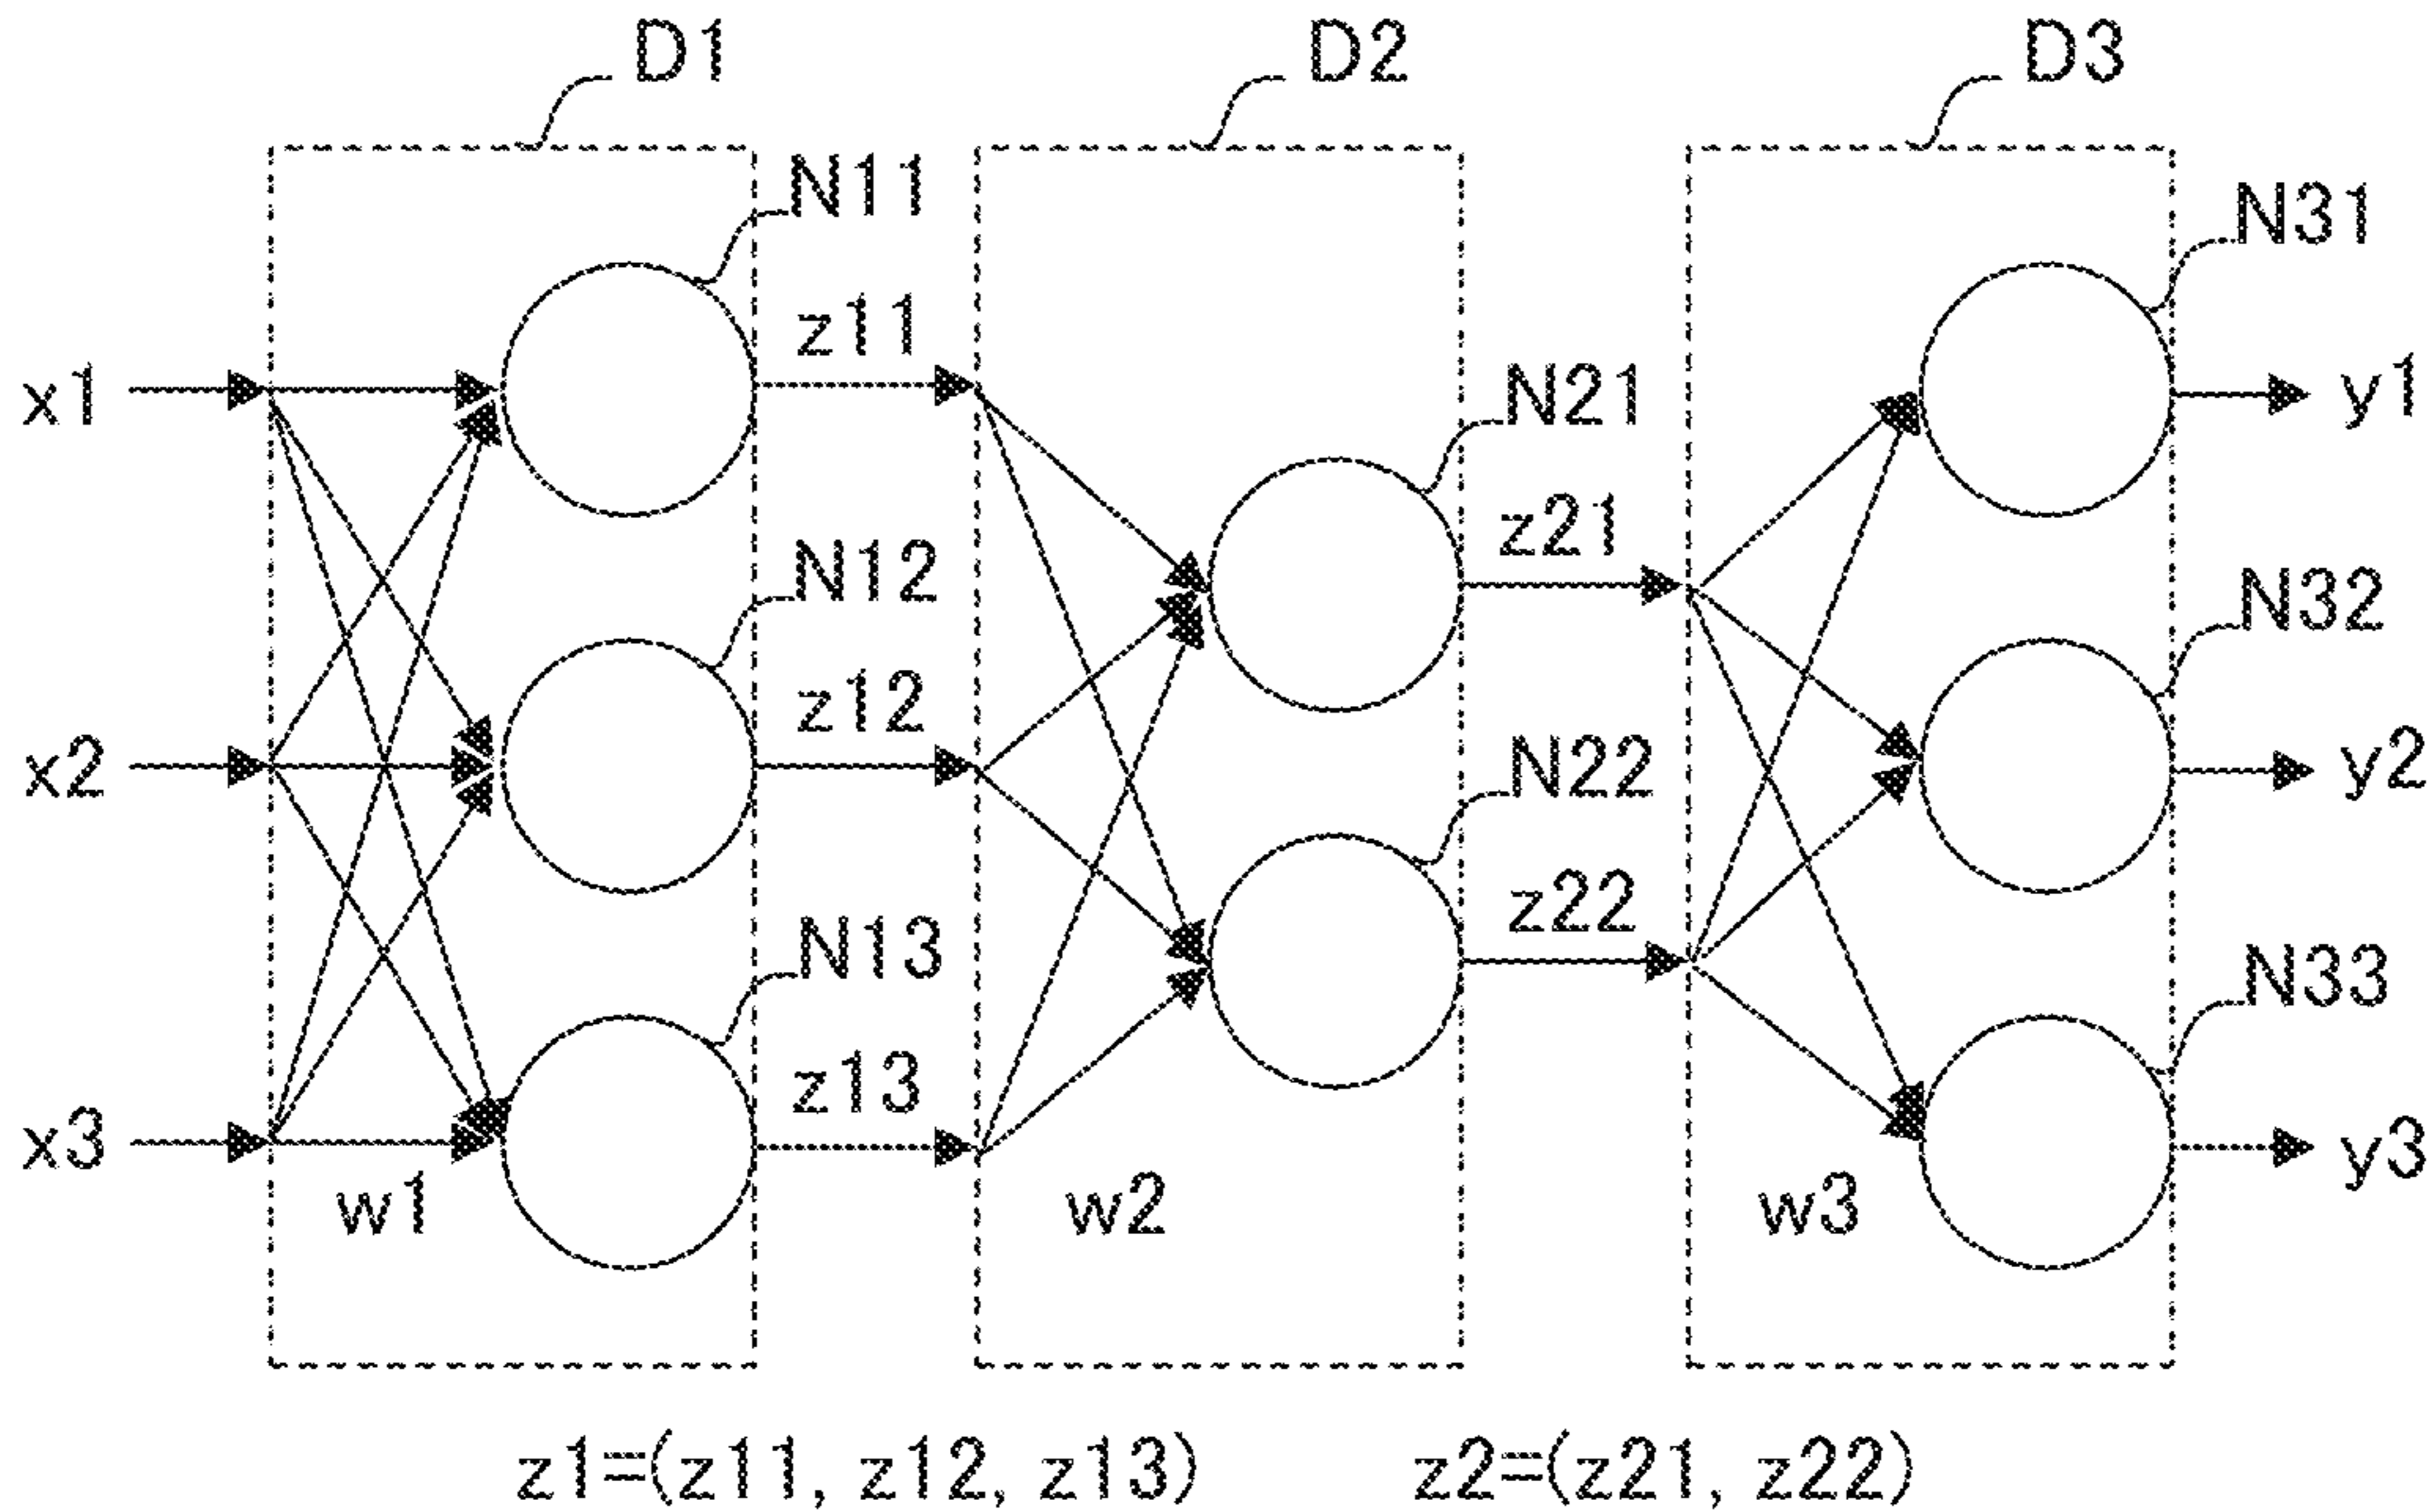 D1 D2 D3
N11 N31
z11
x1 N21 y1
z21
N12 N32
z12
x2 N22 y2
z22
N13 N33
z13
x3 y3
w1 w2 w3
z1=(z11, z12, z13) z2=(z21, z22)